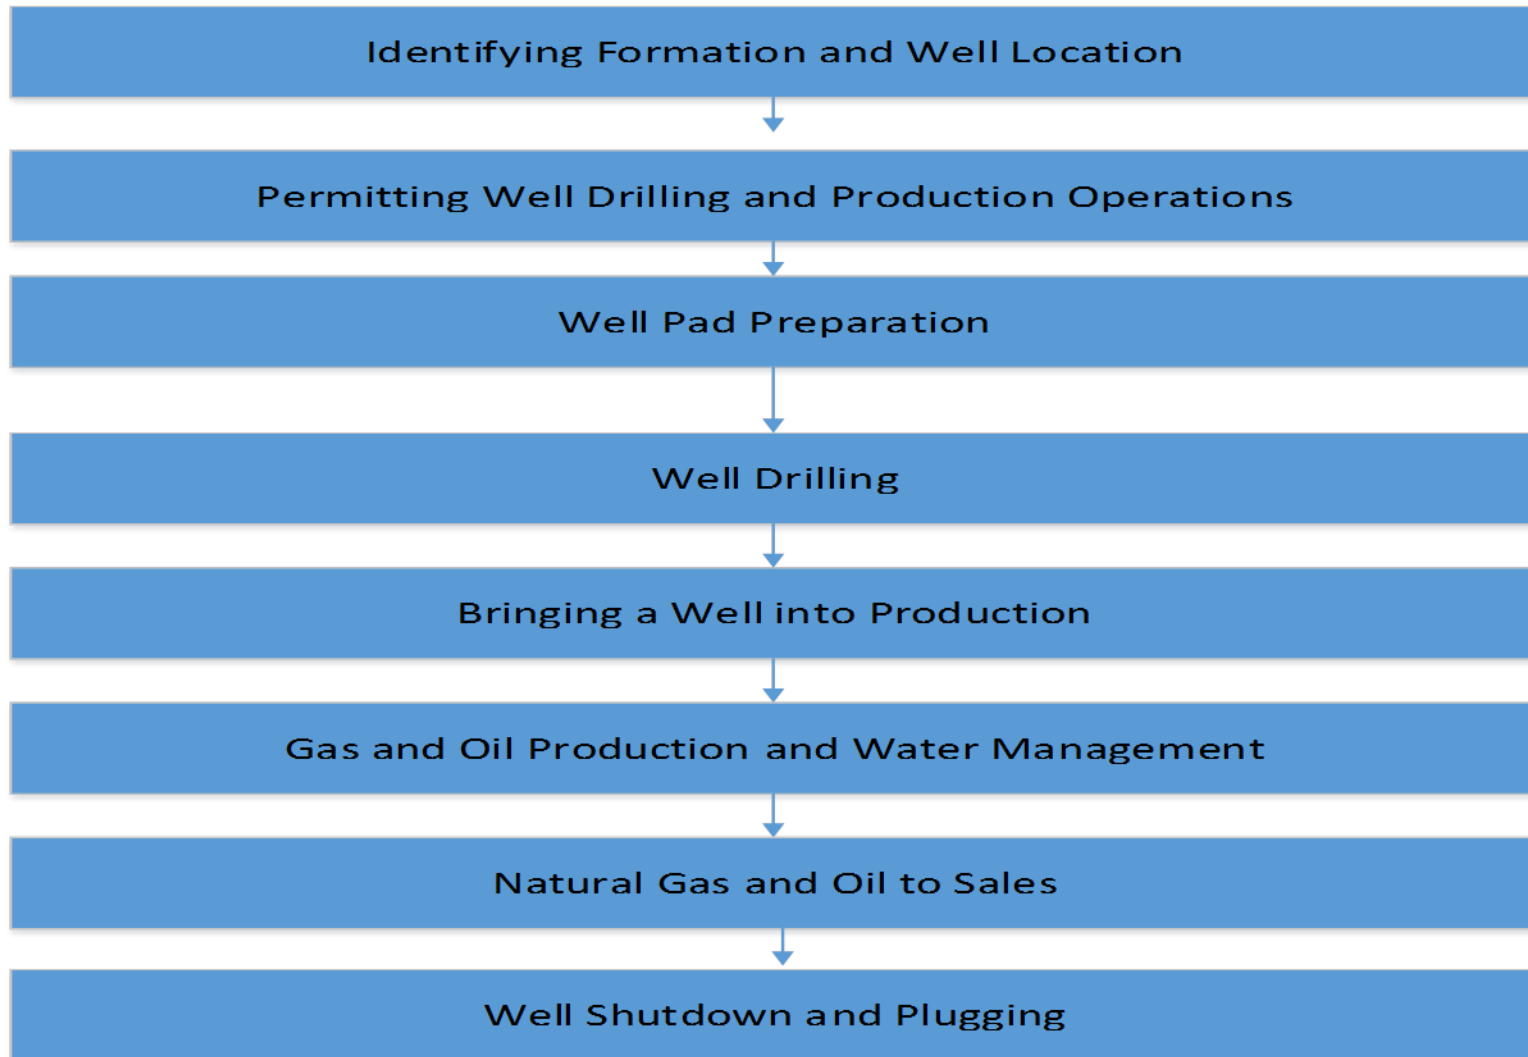 Identifying Formation and Well Location
Permitting Well Drilling and Production Operations
Well Pad Preparation
Well Drilling
Bringing a Well into Production
Gas and Oil Production and Water Management
Natural Gas and Oil to Sales
Well Shutdown and Plugging